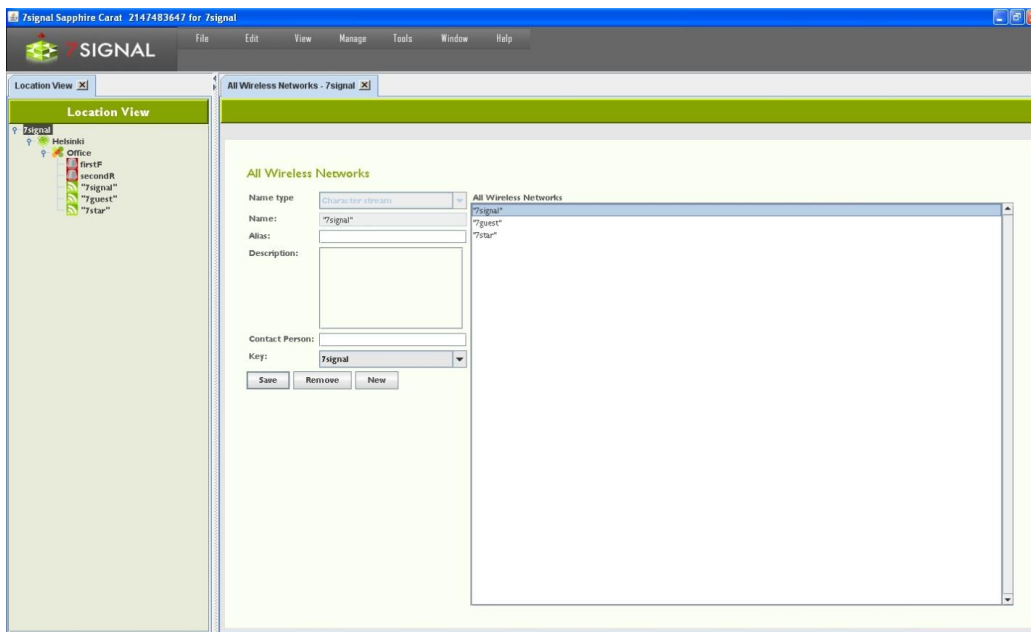 7signal Sapphire Carat 2147483647 for 7signal
7SIGNAL
File Edit View Manage Tools Window Help
Location View
All Wireless Networks - 7signal
Location View
7signal
Helsinki
Office
firstF
secondR
"7signal"
"7guest"
"7star"
All Wireless Networks
Name type Character stream
Name: "7signal"
Alias:
Description:
Contact Person:
Key: 7signal
Save Remove New
All Wireless Networks
"7signal"
"7guest"
"7star"